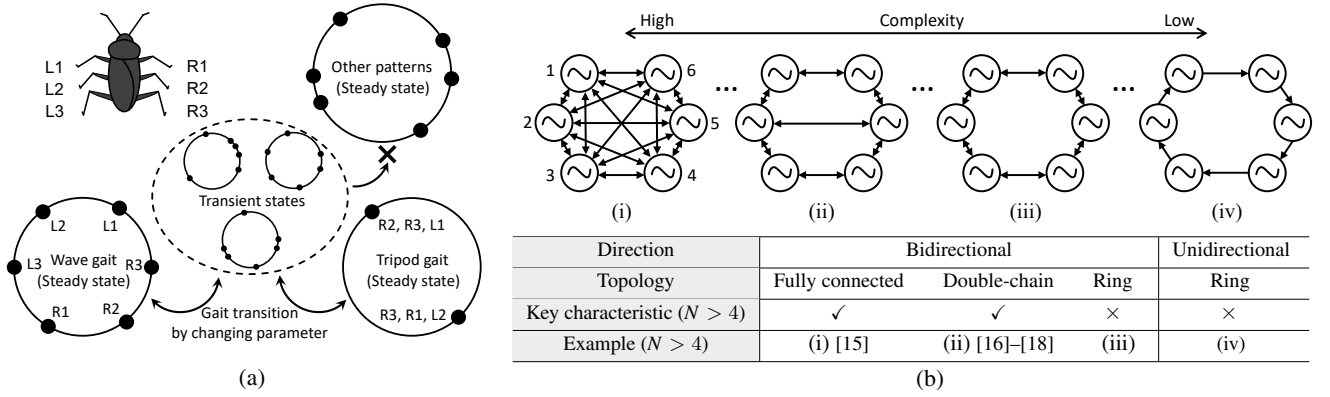 L1
L2
L3
R1
R2
R3
Other patterns
(Steady state)
Transient states
L2
L1
L3
Wave gait
(Steady state)
R3
R1
R2
R2, R3, L1
Tripod gait
(Steady state)
R3, R1, L2
Gait transition
by changing parameter
(a)
High Complexity Low
1 6
2 5
3 4
... ... ...
(i) (ii) (iii) (iv)
Direction Bidirectional Unidirectional
Topology Fully connected Double-chain Ring Ring
Key characteristic (N > 4) ✓ ✓ × ×
Example (N > 4) (i) [15] (ii) [16]–[18] (iii) (iv)
(b)